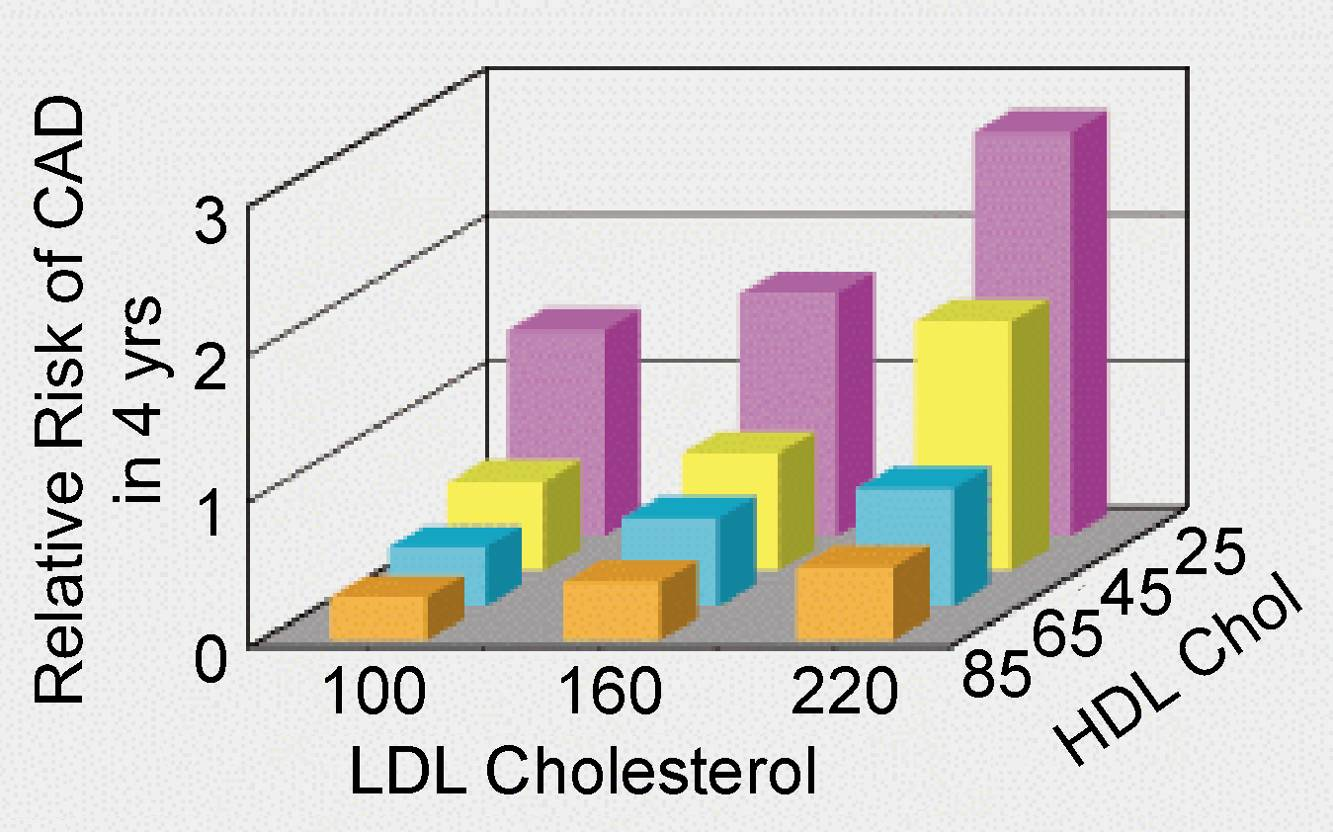 Relative Risk of CAD
in 4 yrs
3
2
1
0
100 160 220
LDL Cholesterol
85 65 45 25
HDL Chol